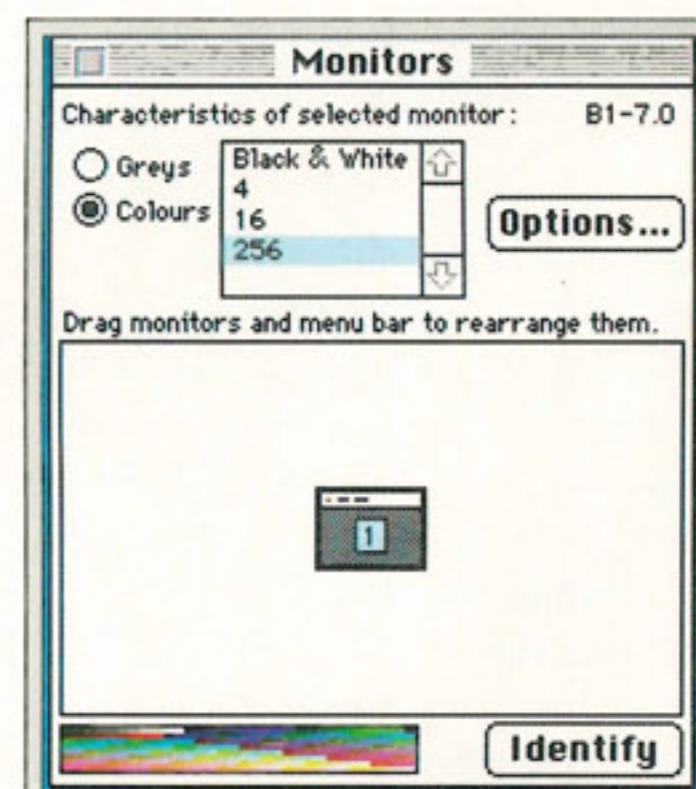 Monitors
Characteristics of selected monitor: B1-7.0
Greys
Colours
Black & White
4
16
256
Options...
Drag monitors and menu bar to rearrange them.
1
Identify